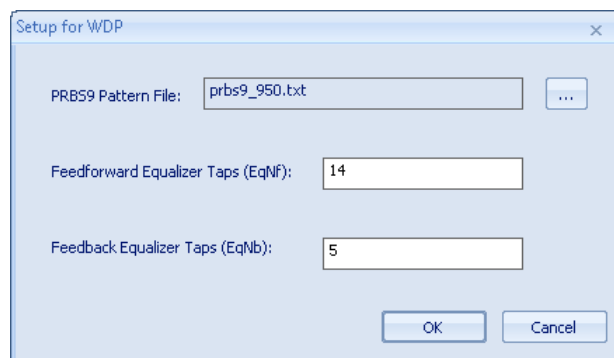 Setup for WDP
PRBS9 Pattern File: prbs9_950.txt ...
Feedforward Equalizer Taps (EqNf): 14
Feedback Equalizer Taps (EqNb): 5
OK Cancel